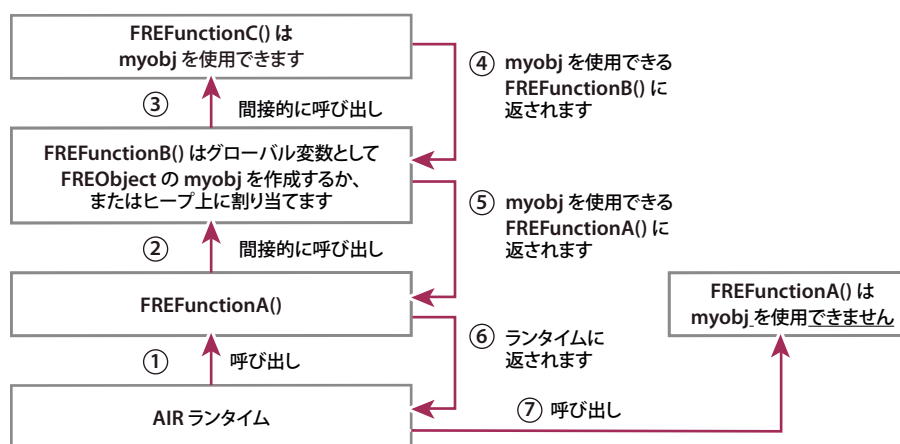 FREFunctionC() は
myobj を使用できます
④ myobj を使用できる
FREFunctionB() に
返されます
③ 間接的に呼び出し
FREFunctionB() はグローバル変数として
FREObject の myobj を作成するか、
またはヒープ上に割り当てます
⑤ myobj を使用できる
FREFunctionA() に
返されます
② 間接的に呼び出し
FREFunctionA()
FREFunctionA() は
myobj を使用できません
⑥ ランタイムに
返されます
① 呼び出し
AIR ランタイム
⑦ 呼び出し